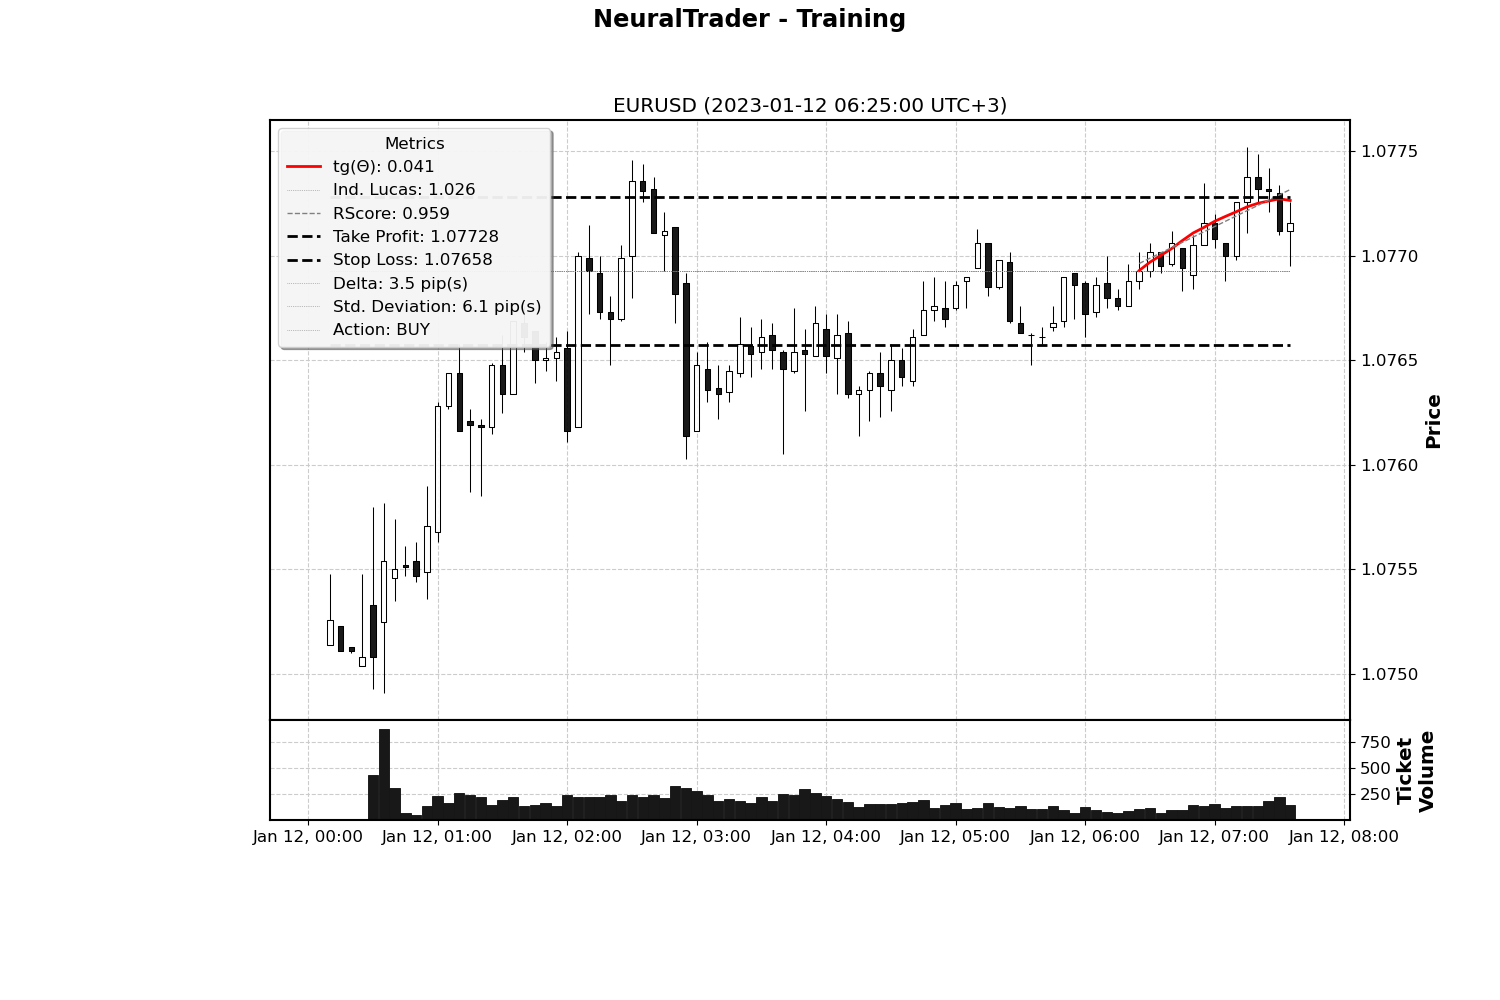 NeuralTrader - Training
EURUSD (2023-01-12 06:25:00 UTC+3)
Metrics
tg(Θ): 0.041
Ind. Lucas: 1.026
RScore: 0.959
Take Profit: 1.07728
Stop Loss: 1.07658
Delta: 3.5 pip(s)
Std. Deviation: 6.1 pip(s)
Action: BUY
1.0775
1.0770
1.0765
1.0760
1.0755
1.0750
Price
750
500
250
Ticket
Volume
Jan 12, 00:00
Jan 12, 01:00
Jan 12, 02:00
Jan 12, 03:00
Jan 12, 04:00
Jan 12, 05:00
Jan 12, 06:00
Jan 12, 07:00
Jan 12, 08:00